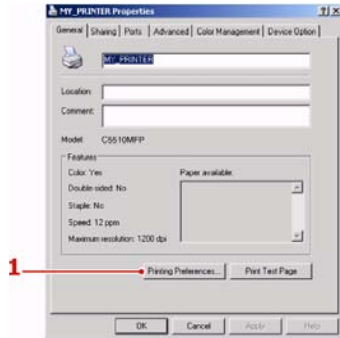 MY_PRINTER Properties
General Sharing Ports Advanced Color Management Device Option
MY_PRINTER
Location:
Comment:
Model: C5510MFP
Features
Color: Yes
Paper available:
Double-sided: No
Staple: No
Speed: 12 ppm
Maximum resolution: 1200 dpi
1
Printing Preferences...
Print Test Page
OK Cancel Apply Help